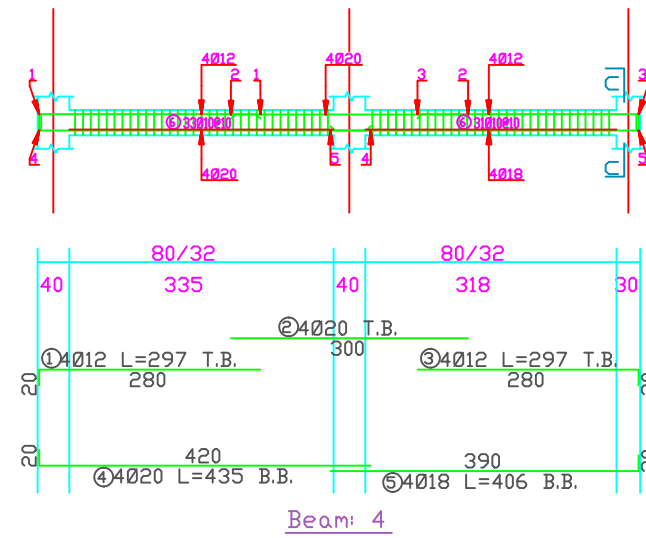 4Ø12
4Ø20
4Ø12
1
2
1
3
2
3
⑥33Ø10@10
⑥31Ø10@10
4
5
4
5
4Ø20
4Ø18
80/32
80/32
40
335
40
318
30
②4Ø20 T.B.
300
①4Ø12 L=297 T.B.
③4Ø12 L=297 T.B.
20
280
280
20
420
390
④4Ø20 L=435 B.B.
⑤4Ø18 L=406 B.B.
Beam: 4